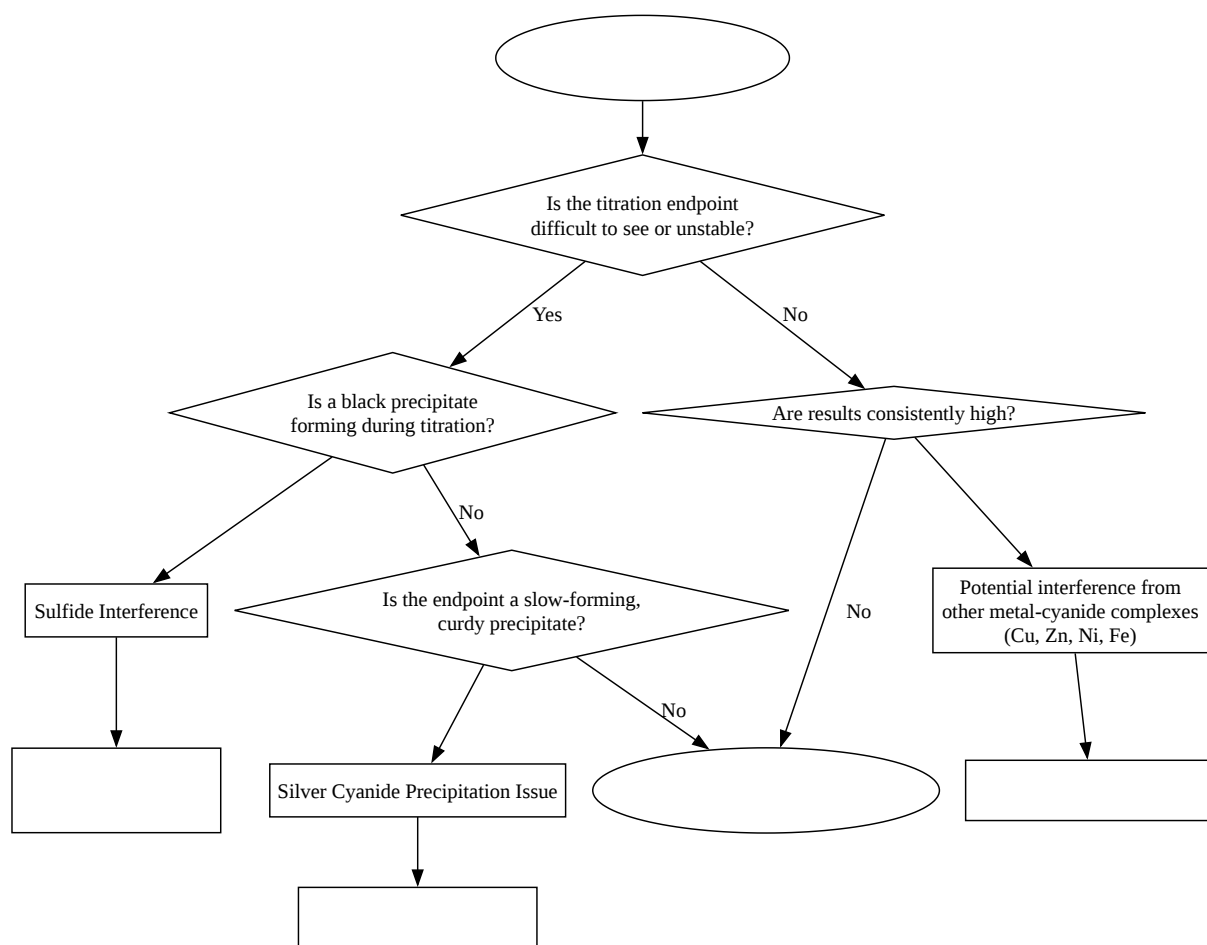 Is the titration endpoint
difficult to see or unstable?
Yes
No
Is a black precipitate
forming during titration?
Are results consistently high?
No
Sulfide Interference
Is the endpoint a slow-forming,
curdy precipitate?
No
Potential interference from
other metal-cyanide complexes
(Cu, Zn, Ni, Fe)
No
Silver Cyanide Precipitation Issue